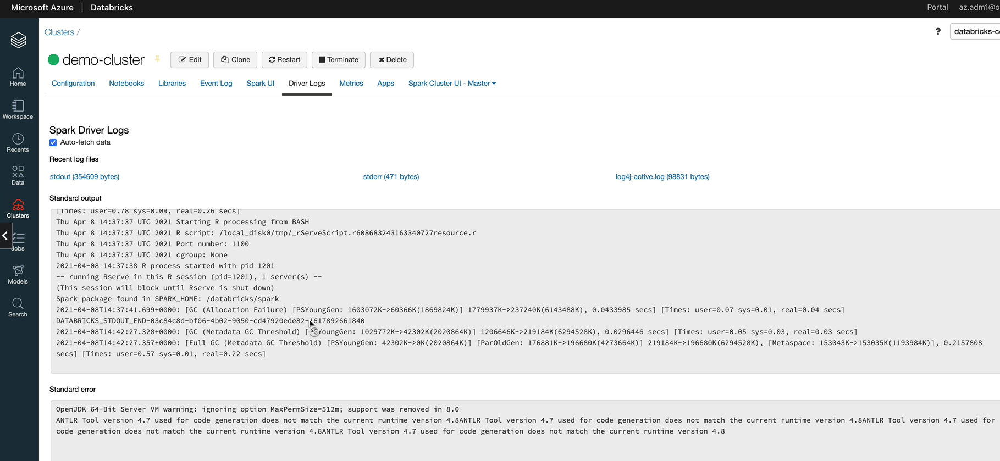 Microsoft Azure | Databricks
Portal az.adm1@o
Clusters /
? databricks-c
demo-cluster Edit Clone Restart Terminate Delete
Configuration Notebooks Libraries Event Log Spark UI Driver Logs Metrics Apps Spark Cluster UI - Master
Home
Workspace
Recents
Data
Clusters
Jobs
Models
Search
Spark Driver Logs
Auto-fetch data
Recent log files
stdout (354609 bytes) stderr (471 bytes) log4j-active.log (98831 bytes)
Standard output
[Times: user=0.78 sys=0.09, real=0.26 secs]
Thu Apr 8 14:37:37 UTC 2021 Starting R processing from BASH
Thu Apr 8 14:37:37 UTC 2021 R script: /local_disk0/tmp/_rServeScript.r608683243163340727resource.r
Thu Apr 8 14:37:37 UTC 2021 Port number: 1100
Thu Apr 8 14:37:37 UTC 2021 cgroup: None
2021-04-08 14:37:38 R process started with pid 1201
-- running Rserve in this R session (pid=1201), 1 server(s) --
(This session will block until Rserve is shut down)
Spark package found in SPARK_HOME: /databricks/spark
2021-04-08T14:37:41.699+0000: [GC (Allocation Failure) [PSYoungGen: 1603072K->60366K(1869824K)] 1779937K->237240K(6143488K), 0.0433985 secs] [Times: user=0.07 sys=0.01, real=0.04 secs]
DATABRICKS_STDOUT_END-03c84c8d-bf06-4b02-9050-cd47920ede82-1617892661840
2021-04-08T14:42:27.328+0000: [GC (Metadata GC Threshold) [PSYoungGen: 1029772K->42302K(2020864K)] 1206646K->219184K(6294528K), 0.0296446 secs] [Times: user=0.05 sys=0.03, real=0.03 secs]
2021-04-08T14:42:27.357+0000: [Full GC (Metadata GC Threshold) [PSYoungGen: 42302K->0K(2020864K)] [ParOldGen: 176881K->196680K(4273664K)] 219184K->196680K(6294528K), [Metaspace: 153043K->153035K(1193984K)], 0.2157808
secs] [Times: user=0.57 sys=0.01, real=0.22 secs]
Standard error
OpenJDK 64-Bit Server VM warning: ignoring option MaxPermSize=512m; support was removed in 8.0
ANTLR Tool version 4.7 used for code generation does not match the current runtime version 4.8ANTLR Tool version 4.7 used for code generation does not match the current runtime version 4.8ANTLR Tool version 4.7 used for
code generation does not match the current runtime version 4.8ANTLR Tool version 4.7 used for code generation does not match the current runtime version 4.8